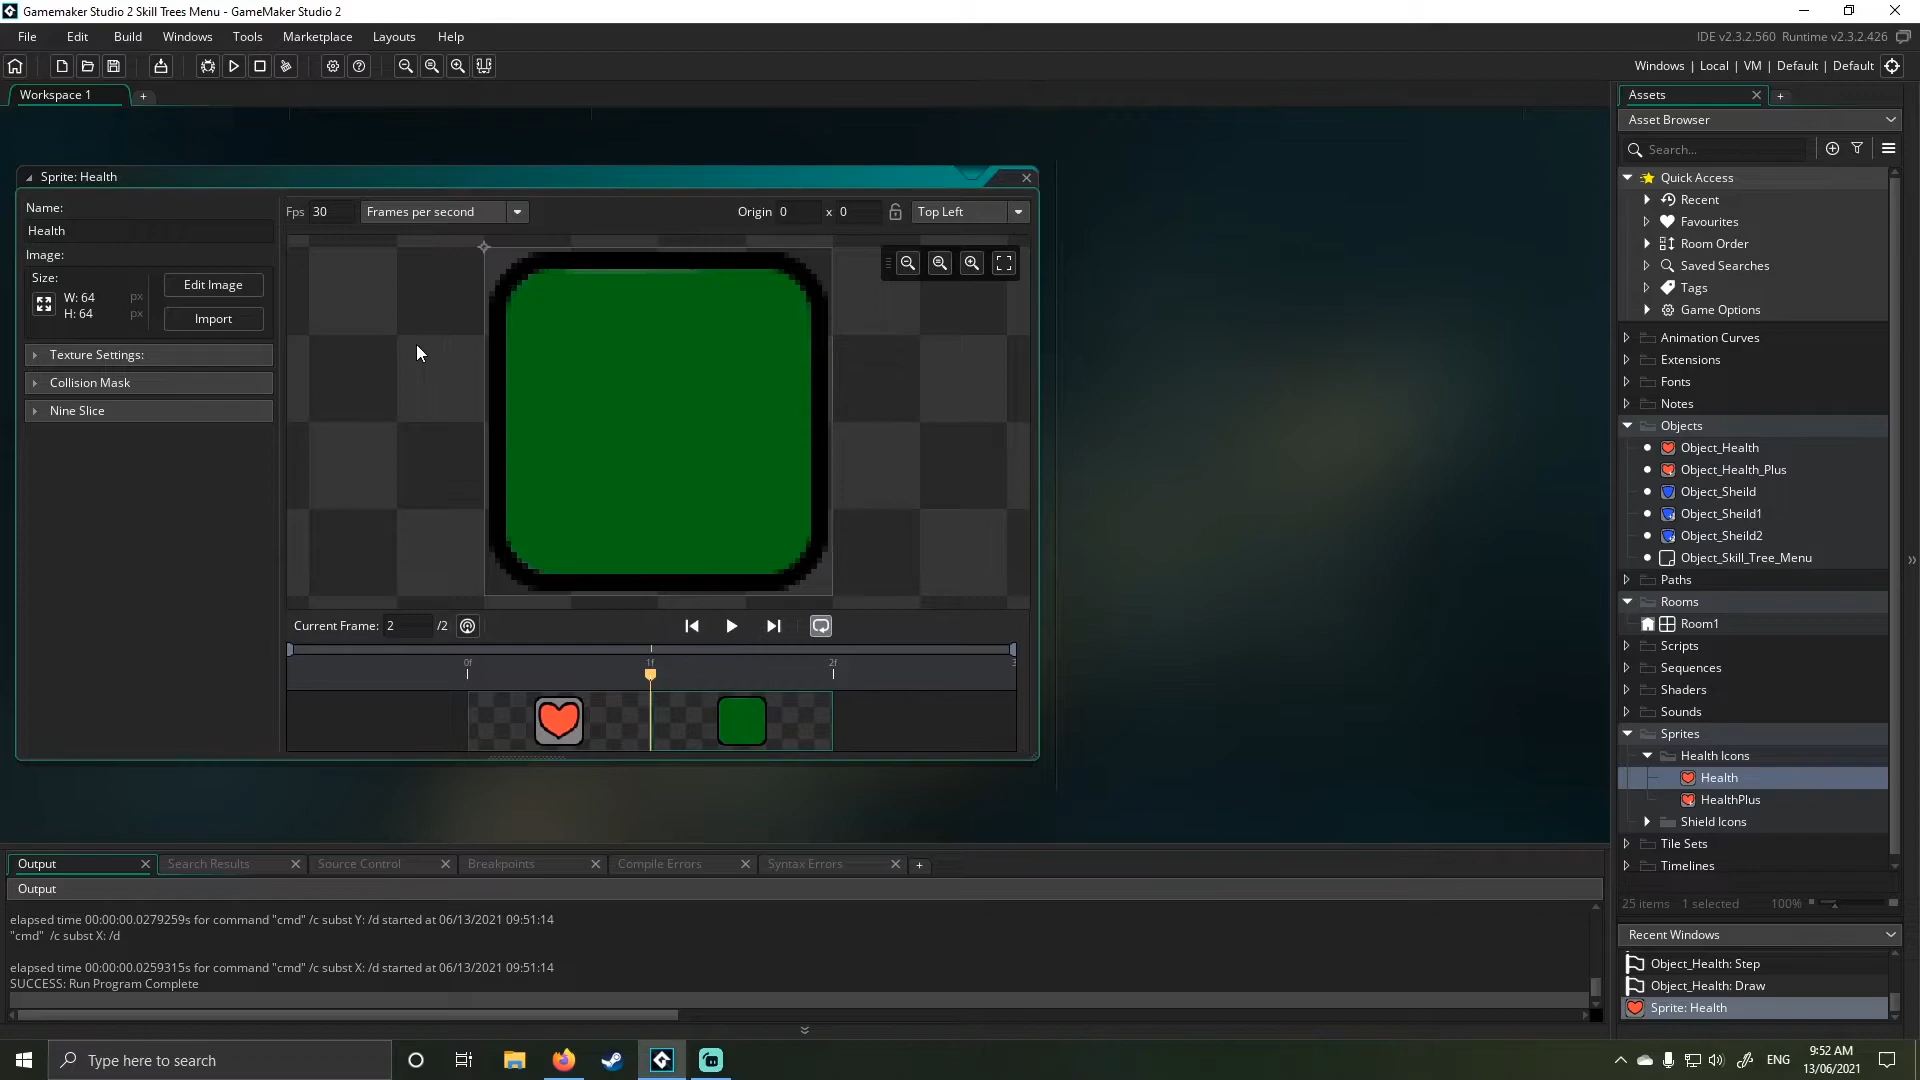 Gamemaker Studio 2 Skill Trees Menu - GameMaker Studio 2
File Edit Build Windows Tools Marketplace Layouts Help
IDE v2.3.2.560 Runtime v2.3.2.426
Windows | Local | VM | Default | Default
Workspace 1
Sprite: Health
Name:
Health
Image:
Size:
W: 64 px
H: 64 px
Edit Image
Import
Texture Settings:
Collision Mask
Nine Slice
Fps 30 Frames per second
Origin 0 x 0 Top Left
Current Frame: 2 /2
0f 1f 2f 3
Output Search Results Source Control Breakpoints Compile Errors Syntax Errors
Output
elapsed time 00:00:00.0279259s for command "cmd" /c subst Y: /d started at 06/13/2021 09:51:14
"cmd" /c subst X: /d
elapsed time 00:00:00.0259315s for command "cmd" /c subst X: /d started at 06/13/2021 09:51:14
SUCCESS: Run Program Complete
Assets
Asset Browser
Search...
Quick Access
Recent
Favourites
Room Order
Saved Searches
Tags
Game Options
Animation Curves
Extensions
Fonts
Notes
Objects
Object_Health
Object_Health_Plus
Object_Sheild
Object_Sheild1
Object_Sheild2
Object_Skill_Tree_Menu
Paths
Rooms
Room1
Scripts
Sequences
Shaders
Sounds
Sprites
Health Icons
Health
HealthPlus
Shield Icons
Tile Sets
Timelines
25 items 1 selected 100%
Recent Windows
Object_Health: Step
Object_Health: Draw
Sprite: Health
Type here to search
ENG
9:52 AM
13/06/2021